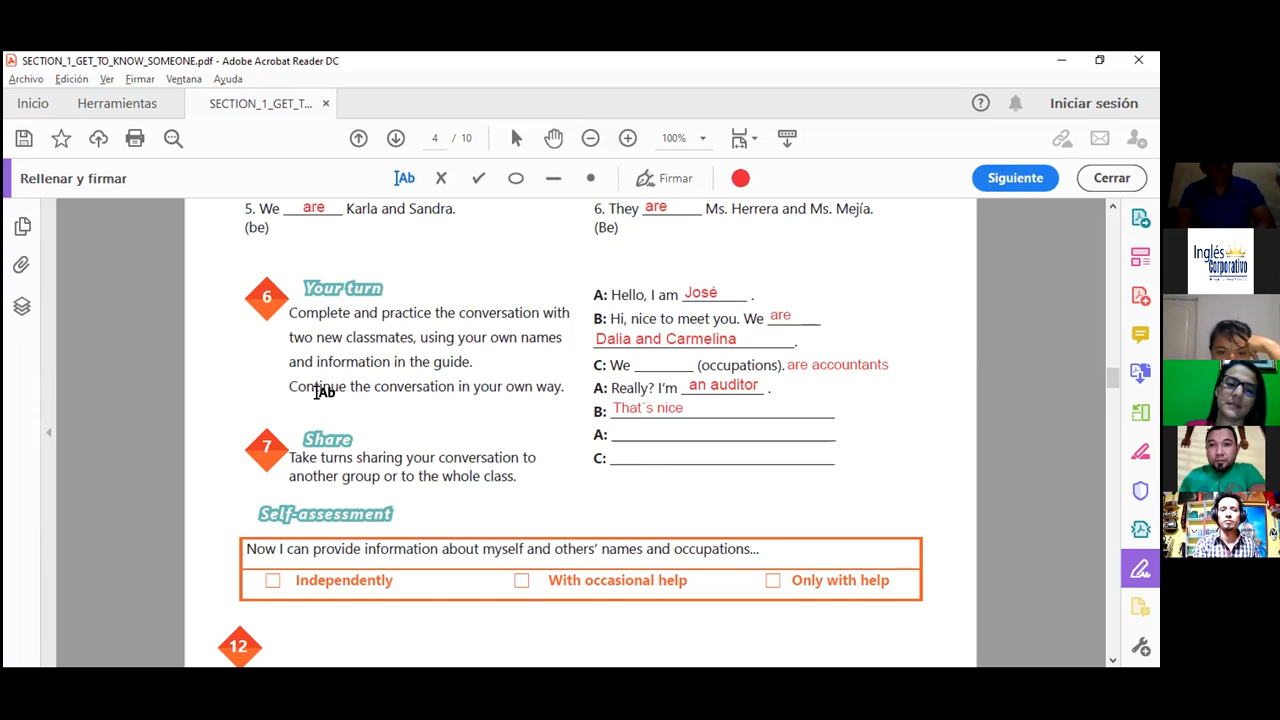 SECTION_1_GET_TO_KNOW_SOMEONE.pdf - Adobe Acrobat Reader DC
Archivo Edición Ver Firmar Ventana Ayuda
Inicio Herramientas SECTION_1_GET_T... × Iniciar sesión
4 / 10 100%
Rellenar y firmar Ab Firmar Siguiente Cerrar
5. We are Karla and Sandra.
(be)
6. They are Ms. Herrera and Ms. Mejía.
(Be)
6 Your turn
Complete and practice the conversation with
two new classmates, using your own names
and information in the guide.
Continue the conversation in your own way.
Ab
A: Hello, I am José .
B: Hi, nice to meet you. We are
Dalia and Carmelina .
C: We ________ (occupations). are accountants
A: Really? I'm an auditor .
B: That´s nice
A: ________
C: ________
7 Share
Take turns sharing your conversation to
another group or to the whole class.
Self-assessment
Now I can provide information about myself and others' names and occupations...
Independently With occasional help Only with help
12
Inglés
Corporativo